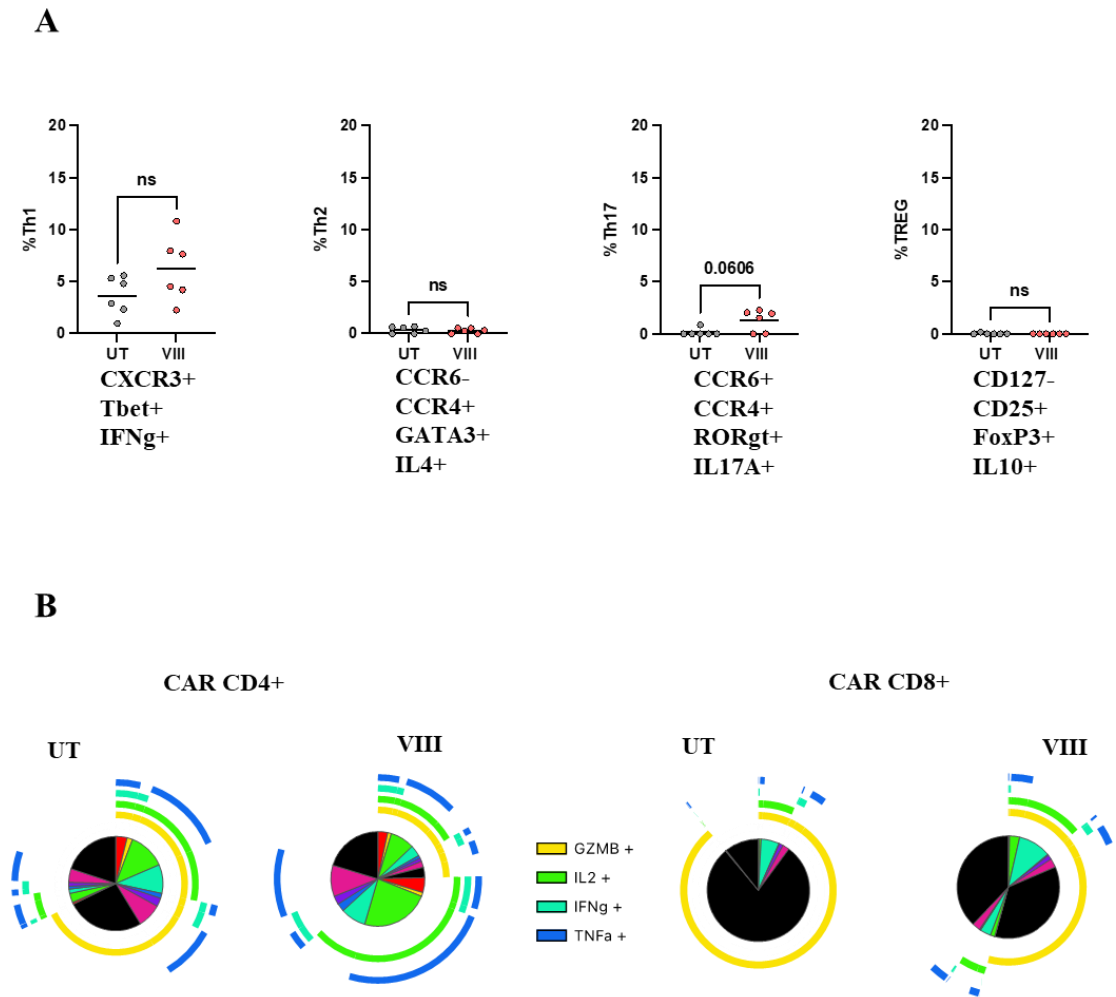 A
20
15
10
5
0
%Th1
ns
UT
VIII
CXCR3+
Tbet+
IFNg+
20
15
10
5
0
%Th2
ns
UT
VIII
CCR6-
CCR4+
GATA3+
IL4+
20
15
10
5
0
%Th17
0.0606
UT
VIII
CCR6+
CCR4+
RORgt+
IL17A+
20
15
10
5
0
%TREG
ns
UT
VIII
CD127-
CD25+
FoxP3+
IL10+
B
CAR CD4+
UT
VIII
GZMB +
IL2 +
IFNg +
TNFa +
CAR CD8+
UT
VIII